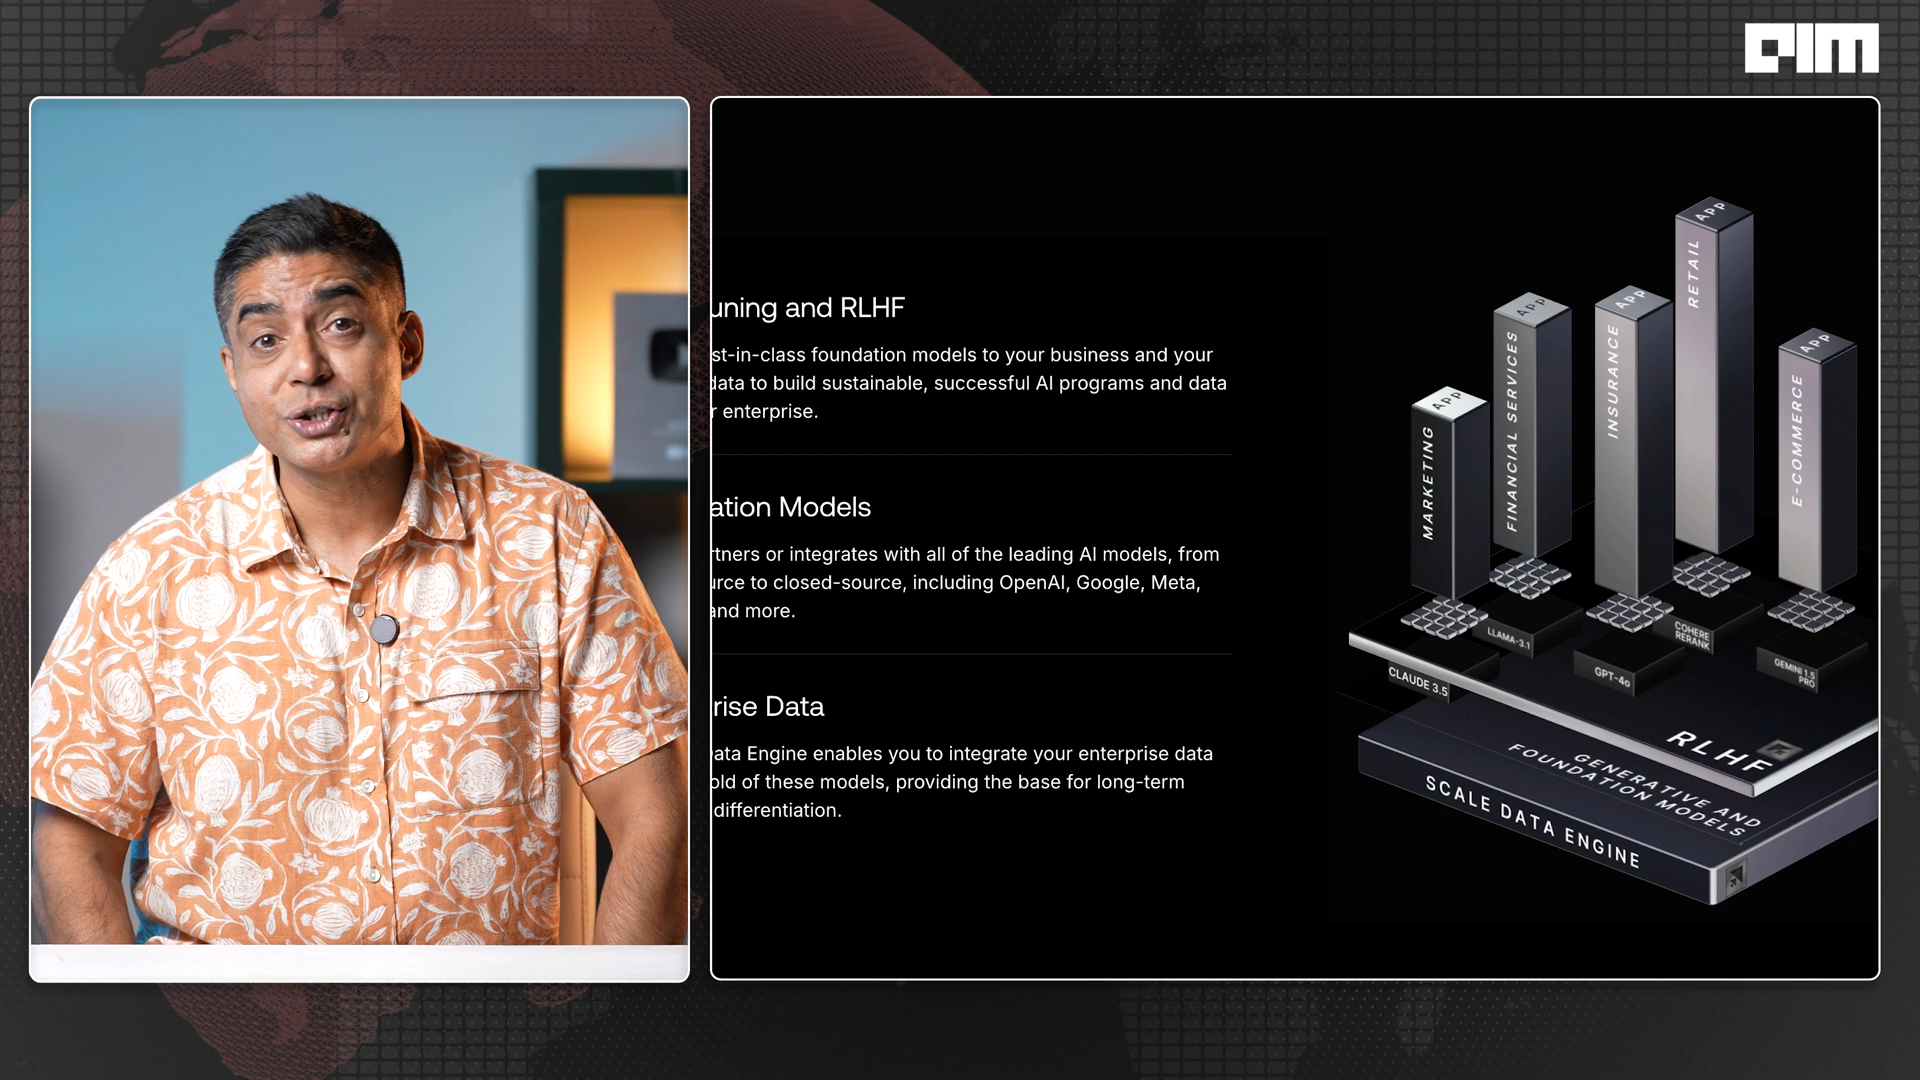 AIM
uning and RLHF
st-in-class foundation models to your business and your
data to build sustainable, successful AI programs and data
r enterprise.
ation Models
rtners or integrates with all of the leading AI models, from
urce to closed-source, including OpenAI, Google, Meta,
and more.
rise Data
Data Engine enables you to integrate your enterprise data
old of these models, providing the base for long-term
differentiation.
APP
MARKETING
APP
FINANCIAL SERVICES
APP
INSURANCE
APP
RETAIL
APP
E-COMMERCE
CLAUDE 3.5
LLAMA-3.1
GPT-4o
COHERE
RERANK
GEMINI 1.5
PRO
RLHF
GENERATIVE AND
FOUNDATION MODELS
SCALE DATA ENGINE